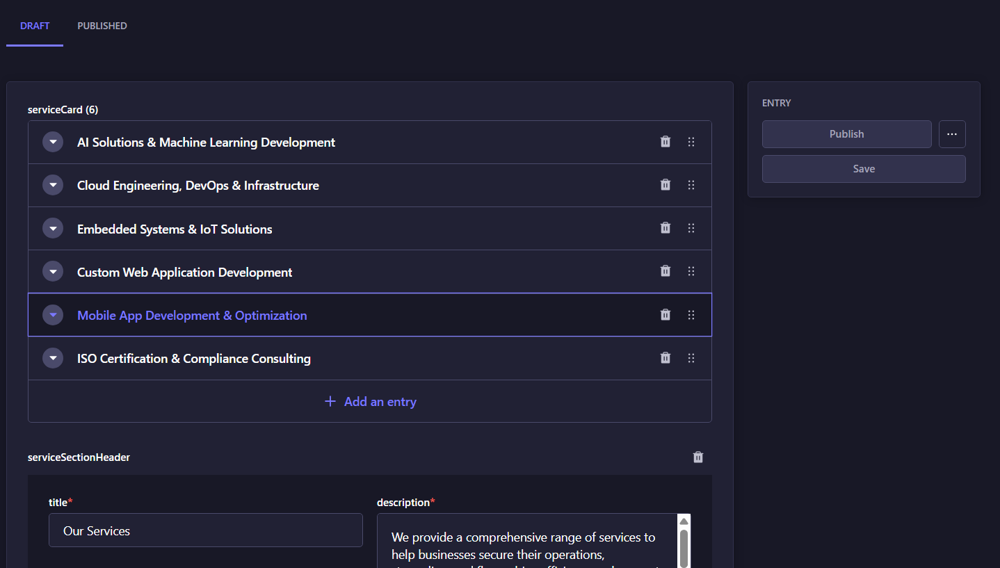 DRAFT
PUBLISHED
serviceCard (6)
AI Solutions & Machine Learning Development
Cloud Engineering, DevOps & Infrastructure
Embedded Systems & IoT Solutions
Custom Web Application Development
Mobile App Development & Optimization
ISO Certification & Compliance Consulting
+ Add an entry
serviceSectionHeader
title*
Our Services
description*
We provide a comprehensive range of services to
help businesses secure their operations,
ENTRY
Publish
...
Save